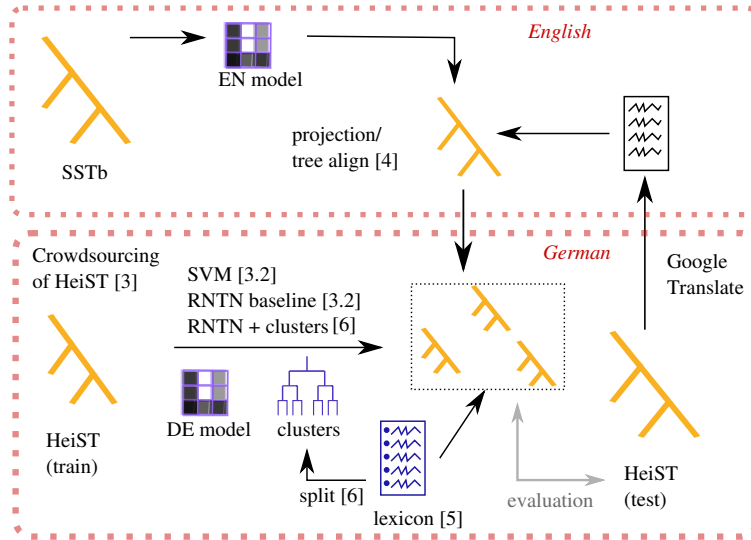 English
EN model
projection/
tree align [4]
SSTb
German
Crowdsourcing
of HeiST [3]
SVM [3.2]
RNTN baseline [3.2]
RNTN + clusters [6]
Google
Translate
HeiST
(train)
DE model
clusters
split [6]
lexicon [5]
evaluation
HeiST
(test)